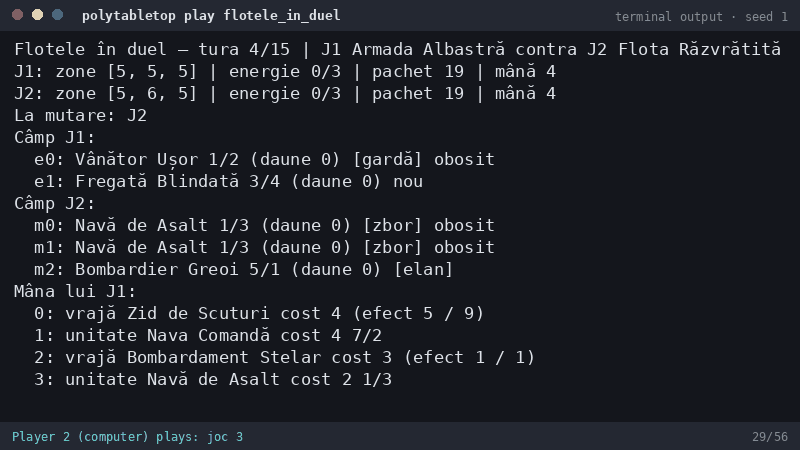 polytabletop play flotele_in_duel
terminal output · seed 1
Flotele în duel — tura 4/15 | J1 Armada Albastră contra J2 Flota Răzvrătită
J1: zone [5, 5, 5] | energie 0/3 | pachet 19 | mână 4
J2: zone [5, 6, 5] | energie 0/3 | pachet 19 | mână 4
La mutare: J2
Câmp J1:
e0: Vânător Ușor 1/2 (daune 0) [gardă] obosit
e1: Fregată Blindată 3/4 (daune 0) nou
Câmp J2:
m0: Navă de Asalt 1/3 (daune 0) [zbor] obosit
m1: Navă de Asalt 1/3 (daune 0) [zbor] obosit
m2: Bombardier Greoi 5/1 (daune 0) [elan]
Mâna lui J1:
0: vrajă Zid de Scuturi cost 4 (efect 5 / 9)
1: unitate Nava Comandă cost 4 7/2
2: vrajă Bombardament Stelar cost 3 (efect 1 / 1)
3: unitate Navă de Asalt cost 2 1/3
Player 2 (computer) plays: joc 3
29/56